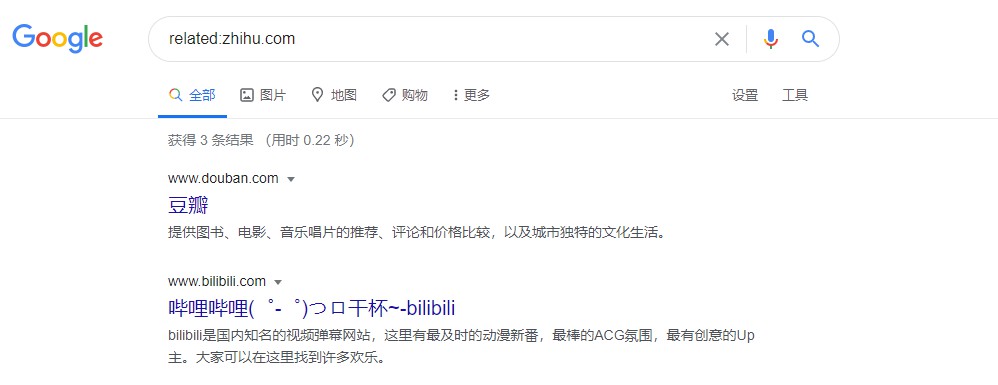 Google
related:zhihu.com
全部 图片 地图 购物 更多 设置 工具
获得 3 条结果 （用时 0.22 秒）
www.douban.com
豆瓣
提供图书、电影、音乐唱片的推荐、评论和价格比较，以及城市独特的文化生活。
www.bilibili.com
哔哩哔哩(゜-゜)つロ干杯~-bilibili
bilibili是国内知名的视频弹幕网站，这里有最及时的动漫新番，最棒的ACG氛围，最有创意的Up
主。大家可以在这里找到许多欢乐。